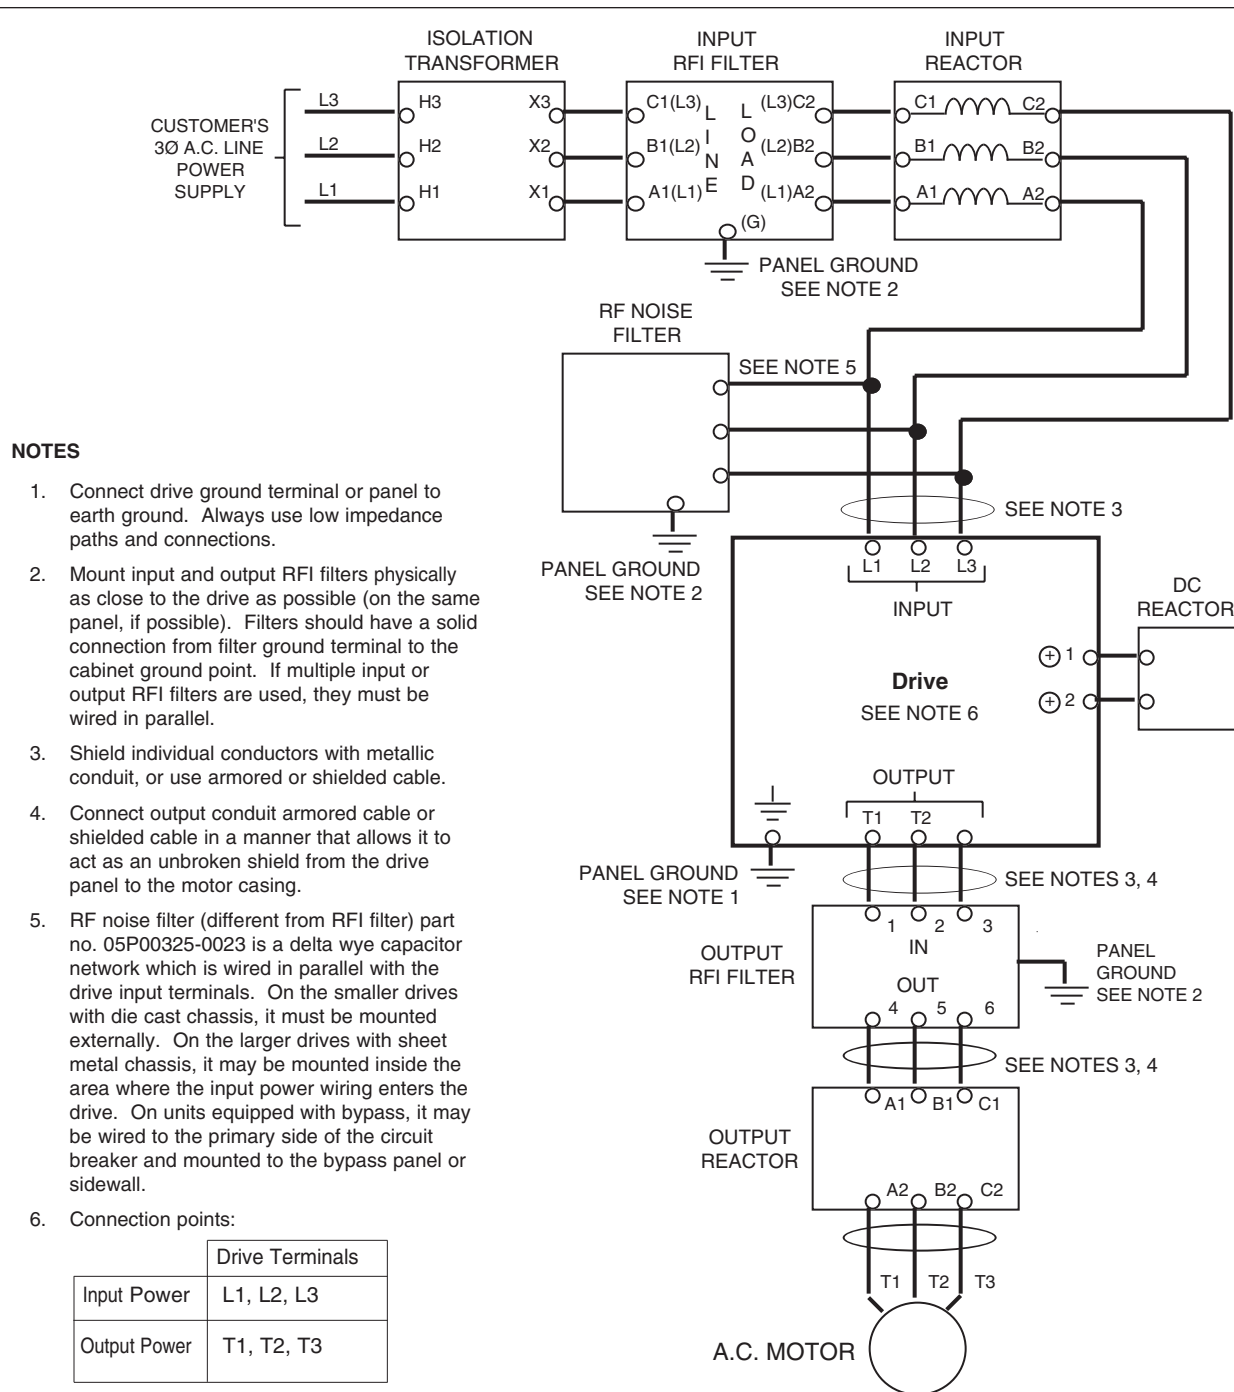 ISOLATION
TRANSFORMER
INPUT
RFI FILTER
INPUT
REACTOR
CUSTOMER'S
3Ø A.C. LINE
POWER
SUPPLY
L3
L2
L1
H3
H2
H1
X3
X2
X1
C1(L3)
B1(L2)
A1(L1)
LINE
LOAD
(L3)C2
(L2)B2
(L1)A2
(G)
C1
C2
B1
B2
A1
A2
PANEL GROUND
SEE NOTE 2
RF NOISE
FILTER
SEE NOTE 5
PANEL GROUND
SEE NOTE 2
SEE NOTE 3
L1 L2 L3
INPUT
DC
REACTOR
+ 1
+ 2
Drive
SEE NOTE 6
OUTPUT
T1 T2
PANEL GROUND
SEE NOTE 1
SEE NOTES 3, 4
OUTPUT
RFI FILTER
1 2 3
IN
OUT
4 5 6
PANEL
GROUND
SEE NOTE 2
SEE NOTES 3, 4
OUTPUT
REACTOR
A1 B1 C1
A2 B2 C2
T1 T2 T3
A.C. MOTOR
NOTES
1. Connect drive ground terminal or panel to
earth ground. Always use low impedance
paths and connections.
2. Mount input and output RFI filters physically
as close to the drive as possible (on the same
panel, if possible). Filters should have a solid
connection from filter ground terminal to the
cabinet ground point. If multiple input or
output RFI filters are used, they must be
wired in parallel.
3. Shield individual conductors with metallic
conduit, or use armored or shielded cable.
4. Connect output conduit armored cable or
shielded cable in a manner that allows it to
act as an unbroken shield from the drive
panel to the motor casing.
5. RF noise filter (different from RFI filter) part
no. 05P00325-0023 is a delta wye capacitor
network which is wired in parallel with the
drive input terminals. On the smaller drives
with die cast chassis, it must be mounted
externally. On the larger drives with sheet
metal chassis, it may be mounted inside the
area where the input power wiring enters the
drive. On units equipped with bypass, it may
be wired to the primary side of the circuit
breaker and mounted to the bypass panel or
sidewall.
6. Connection points:
Drive Terminals
Input Power L1, L2, L3
Output Power T1, T2, T3